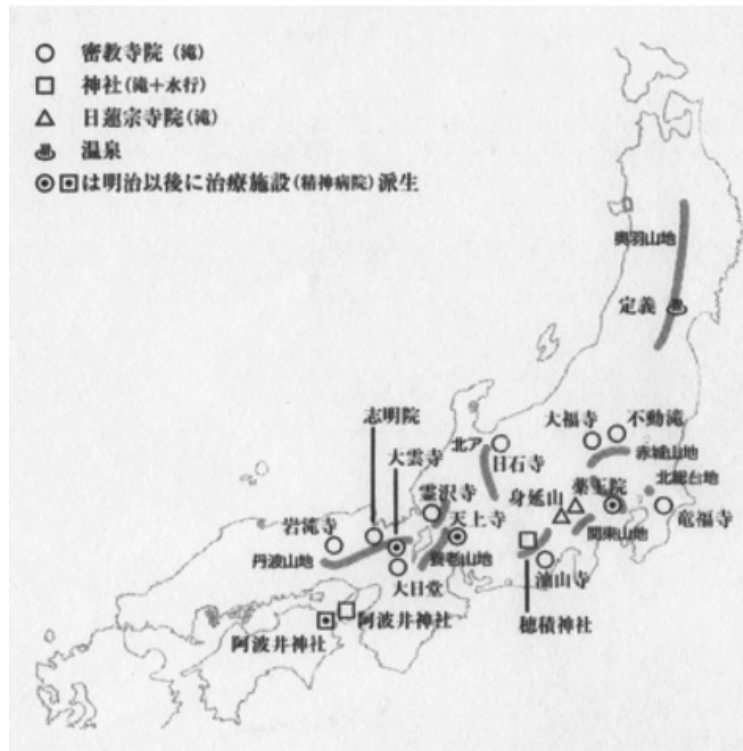 ○ 密教寺院(滝)
□ 神社(滝+水行)
△ 日蓮宗寺院(滝)
♨ 温泉
は明治以後に治療施設(精神病院)派生
奥羽山地
定義
志明院
大雲寺
大福寺
不動滝
北ア
日石寺
赤城山地
北総台地
霊沢寺
身延山
薬王院
天上寺
岩滝寺
竜福寺
関東山地
丹波山地
養老山地
大日堂
穂積神社
阿波井神社
阿波井神社